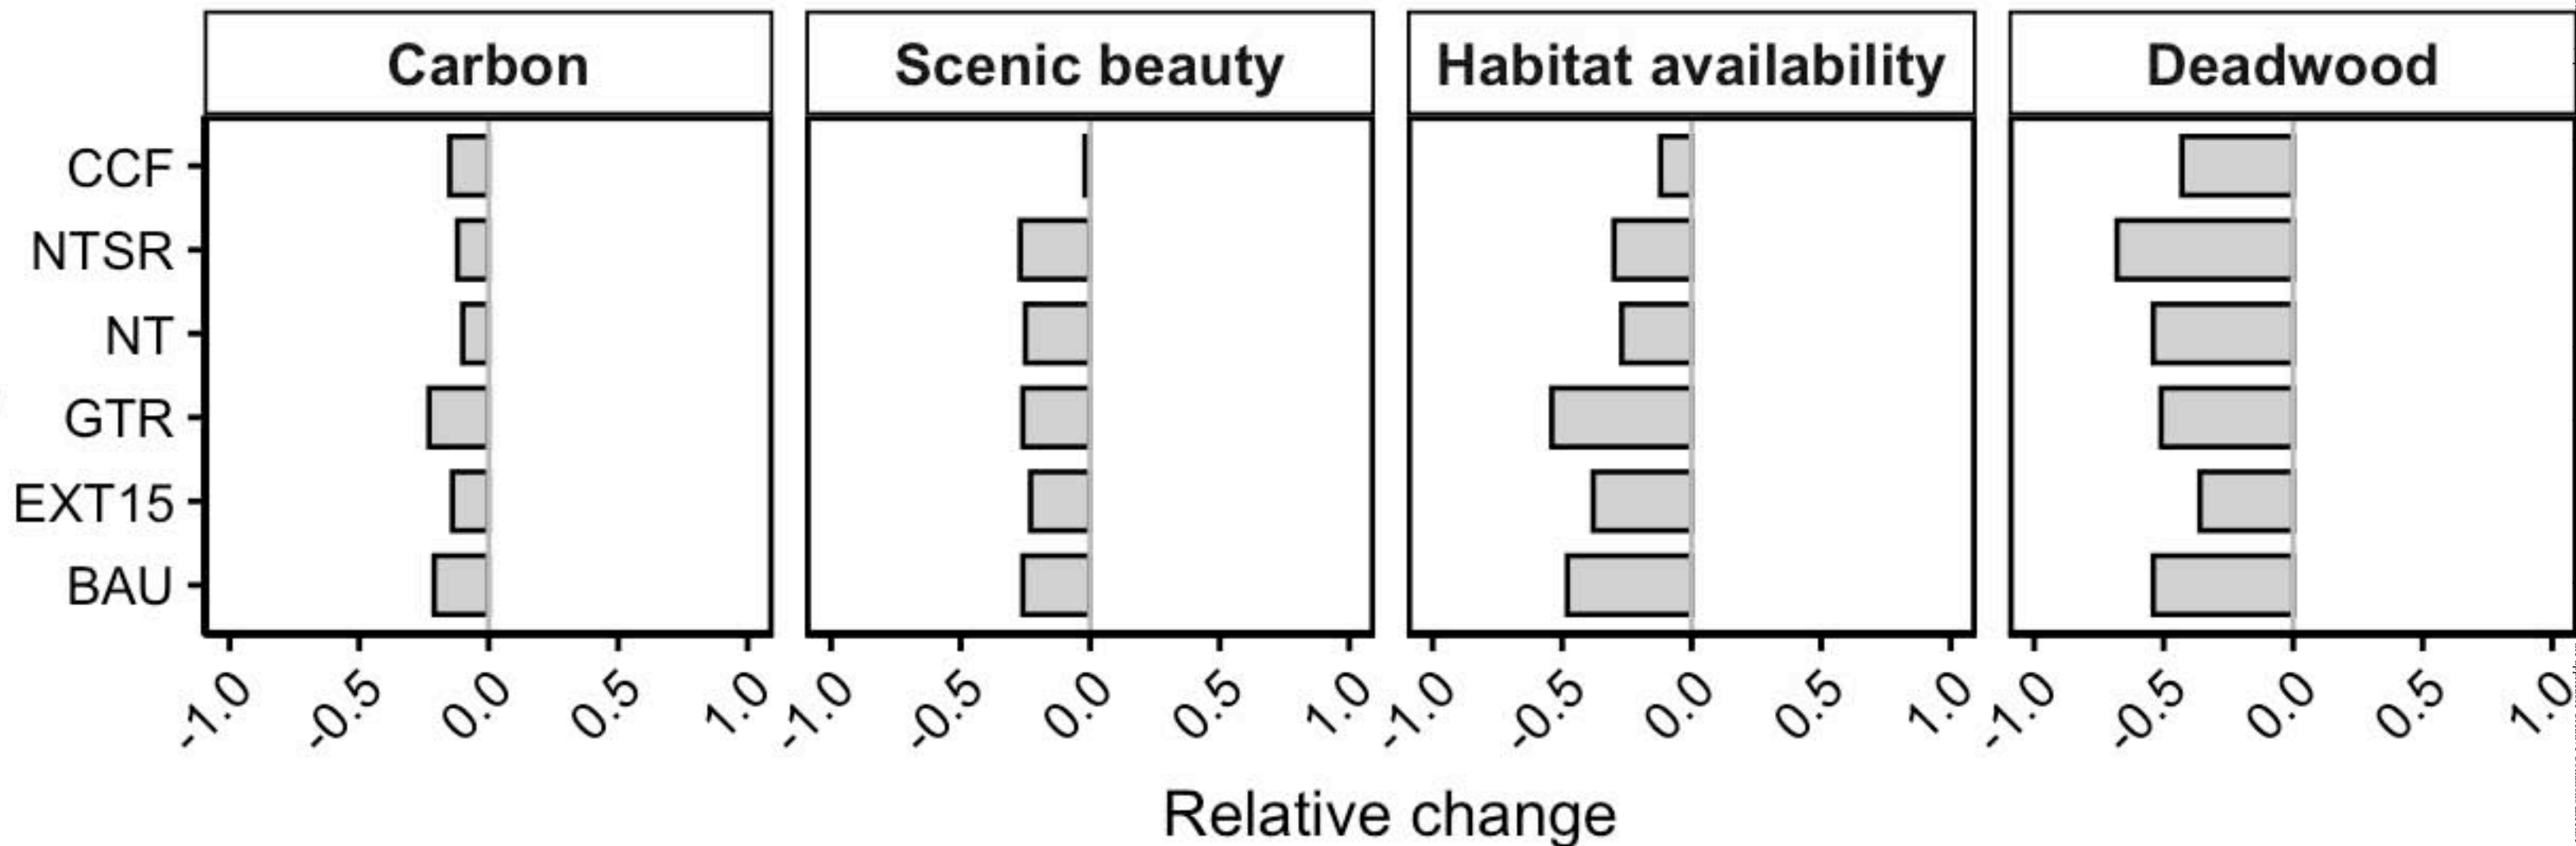 Carbon Scenic beauty Habitat availability Deadwood
CCF
NTSR
NT
GTR
EXT15
BAU
-1.0 -0.5 0.0 0.5 1.0 -1.0 -0.5 0.0 0.5 1.0 -1.0 -0.5 0.0 0.5 1.0 -1.0 -0.5 0.0 0.5 1.0
Relative change